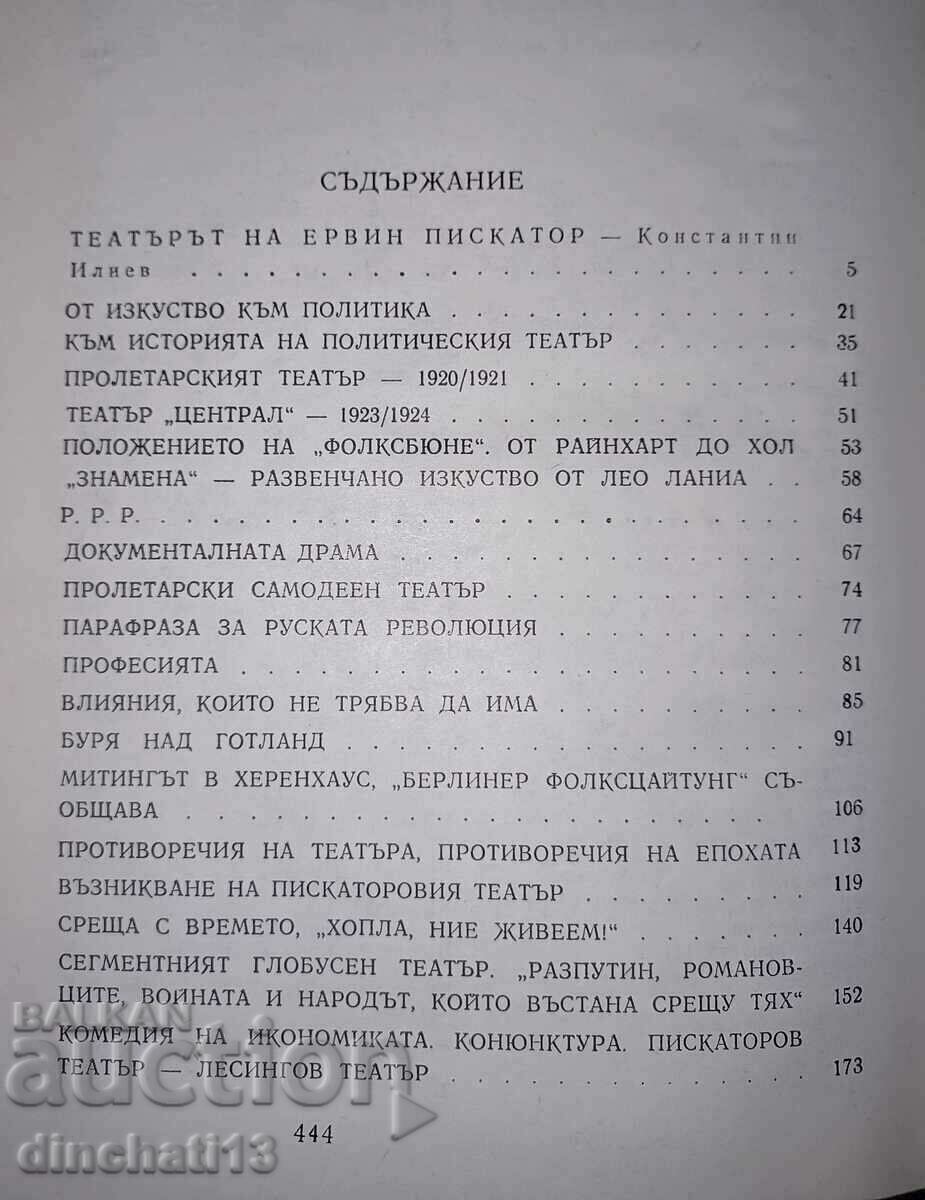 СЪДЪРЖАНИЕ
ТЕАТЪРЪТ НА ЕРВИН ПИСКАТОР — Константин
Илиев . . . . . . . . . . . . . . . . . . . 5
ОТ ИЗКУСТВО КЪМ ПОЛИТИКА . . . . . . . . . . . 21
КЪМ ИСТОРИЯТА НА ПОЛИТИЧЕСКИЯ ТЕАТЪР . . . . . . 35
ПРОЛЕТАРСКИЯТ ТЕАТЪР — 1920/1921 . . . . . . . . 41
ТЕАТЪР „ЦЕНТРАЛ“ — 1923/1924 . . . . . . . . . . 51
ПОЛОЖЕНИЕТО НА „ФОЛКСБЮНЕ“. ОТ РАЙНХАРТ ДО ХОЛ 53
„ЗНАМЕНА“ — РАЗВЕНЧАНО ИЗКУСТВО ОТ ЛЕО ЛАНИА . . 58
Р. Р. Р. . . . . . . . . . . . . . . . . . . 64
ДОКУМЕНТАЛНАТА ДРАМА . . . . . . . . . . . . . 67
ПРОЛЕТАРСКИ САМОДЕЕН ТЕАТЪР . . . . . . . . . . 74
ПАРАФРАЗА ЗА РУСКАТА РЕВОЛЮЦИЯ . . . . . . . . 77
ПРОФЕСИЯТА . . . . . . . . . . . . . . . . . 81
ВЛИЯНИЯ, КОИТО НЕ ТРЯБВА ДА ИМА . . . . . . . . 85
БУРЯ НАД ГОТЛАНД . . . . . . . . . . . . . . 91
МИТИНГЪТ В ХЕРЕНХАУС, „БЕРЛИНЕР ФОЛКСЦАЙТУНГ“ СЪ-
ОБЩАВА . . . . . . . . . . . . . . . . . . 106
ПРОТИВОРЕЧИЯ НА ТЕАТЪРА, ПРОТИВОРЕЧИЯ НА ЕПОХАТА 113
ВЪЗНИКВАНЕ НА ПИСКАТОРОВИЯ ТЕАТЪР . . . . . . . 119
СРЕЩА С ВРЕМЕТО, „ХОПЛА, НИЕ ЖИВЕЕМ!“ . . . . . . 140
СЕГМЕНТНИЯТ ГЛОБУСЕН ТЕАТЪР. „РАЗПУТИН, РОМАНОВ-
ЦИТЕ, ВОЙНАТА И НАРОДЪТ, КОЙТО ВЪСТАНА СРЕЩУ ТЯХ“ 152
КОМЕДИЯ НА ИКОНОМИКАТА. КОНЮНКТУРА. ПИСКАТОРОВ
ТЕАТЪР — ЛЕСИНГОВ ТЕАТЪР . . . . . . . . . . . 173
444
BALKAN
auction
dinchati13